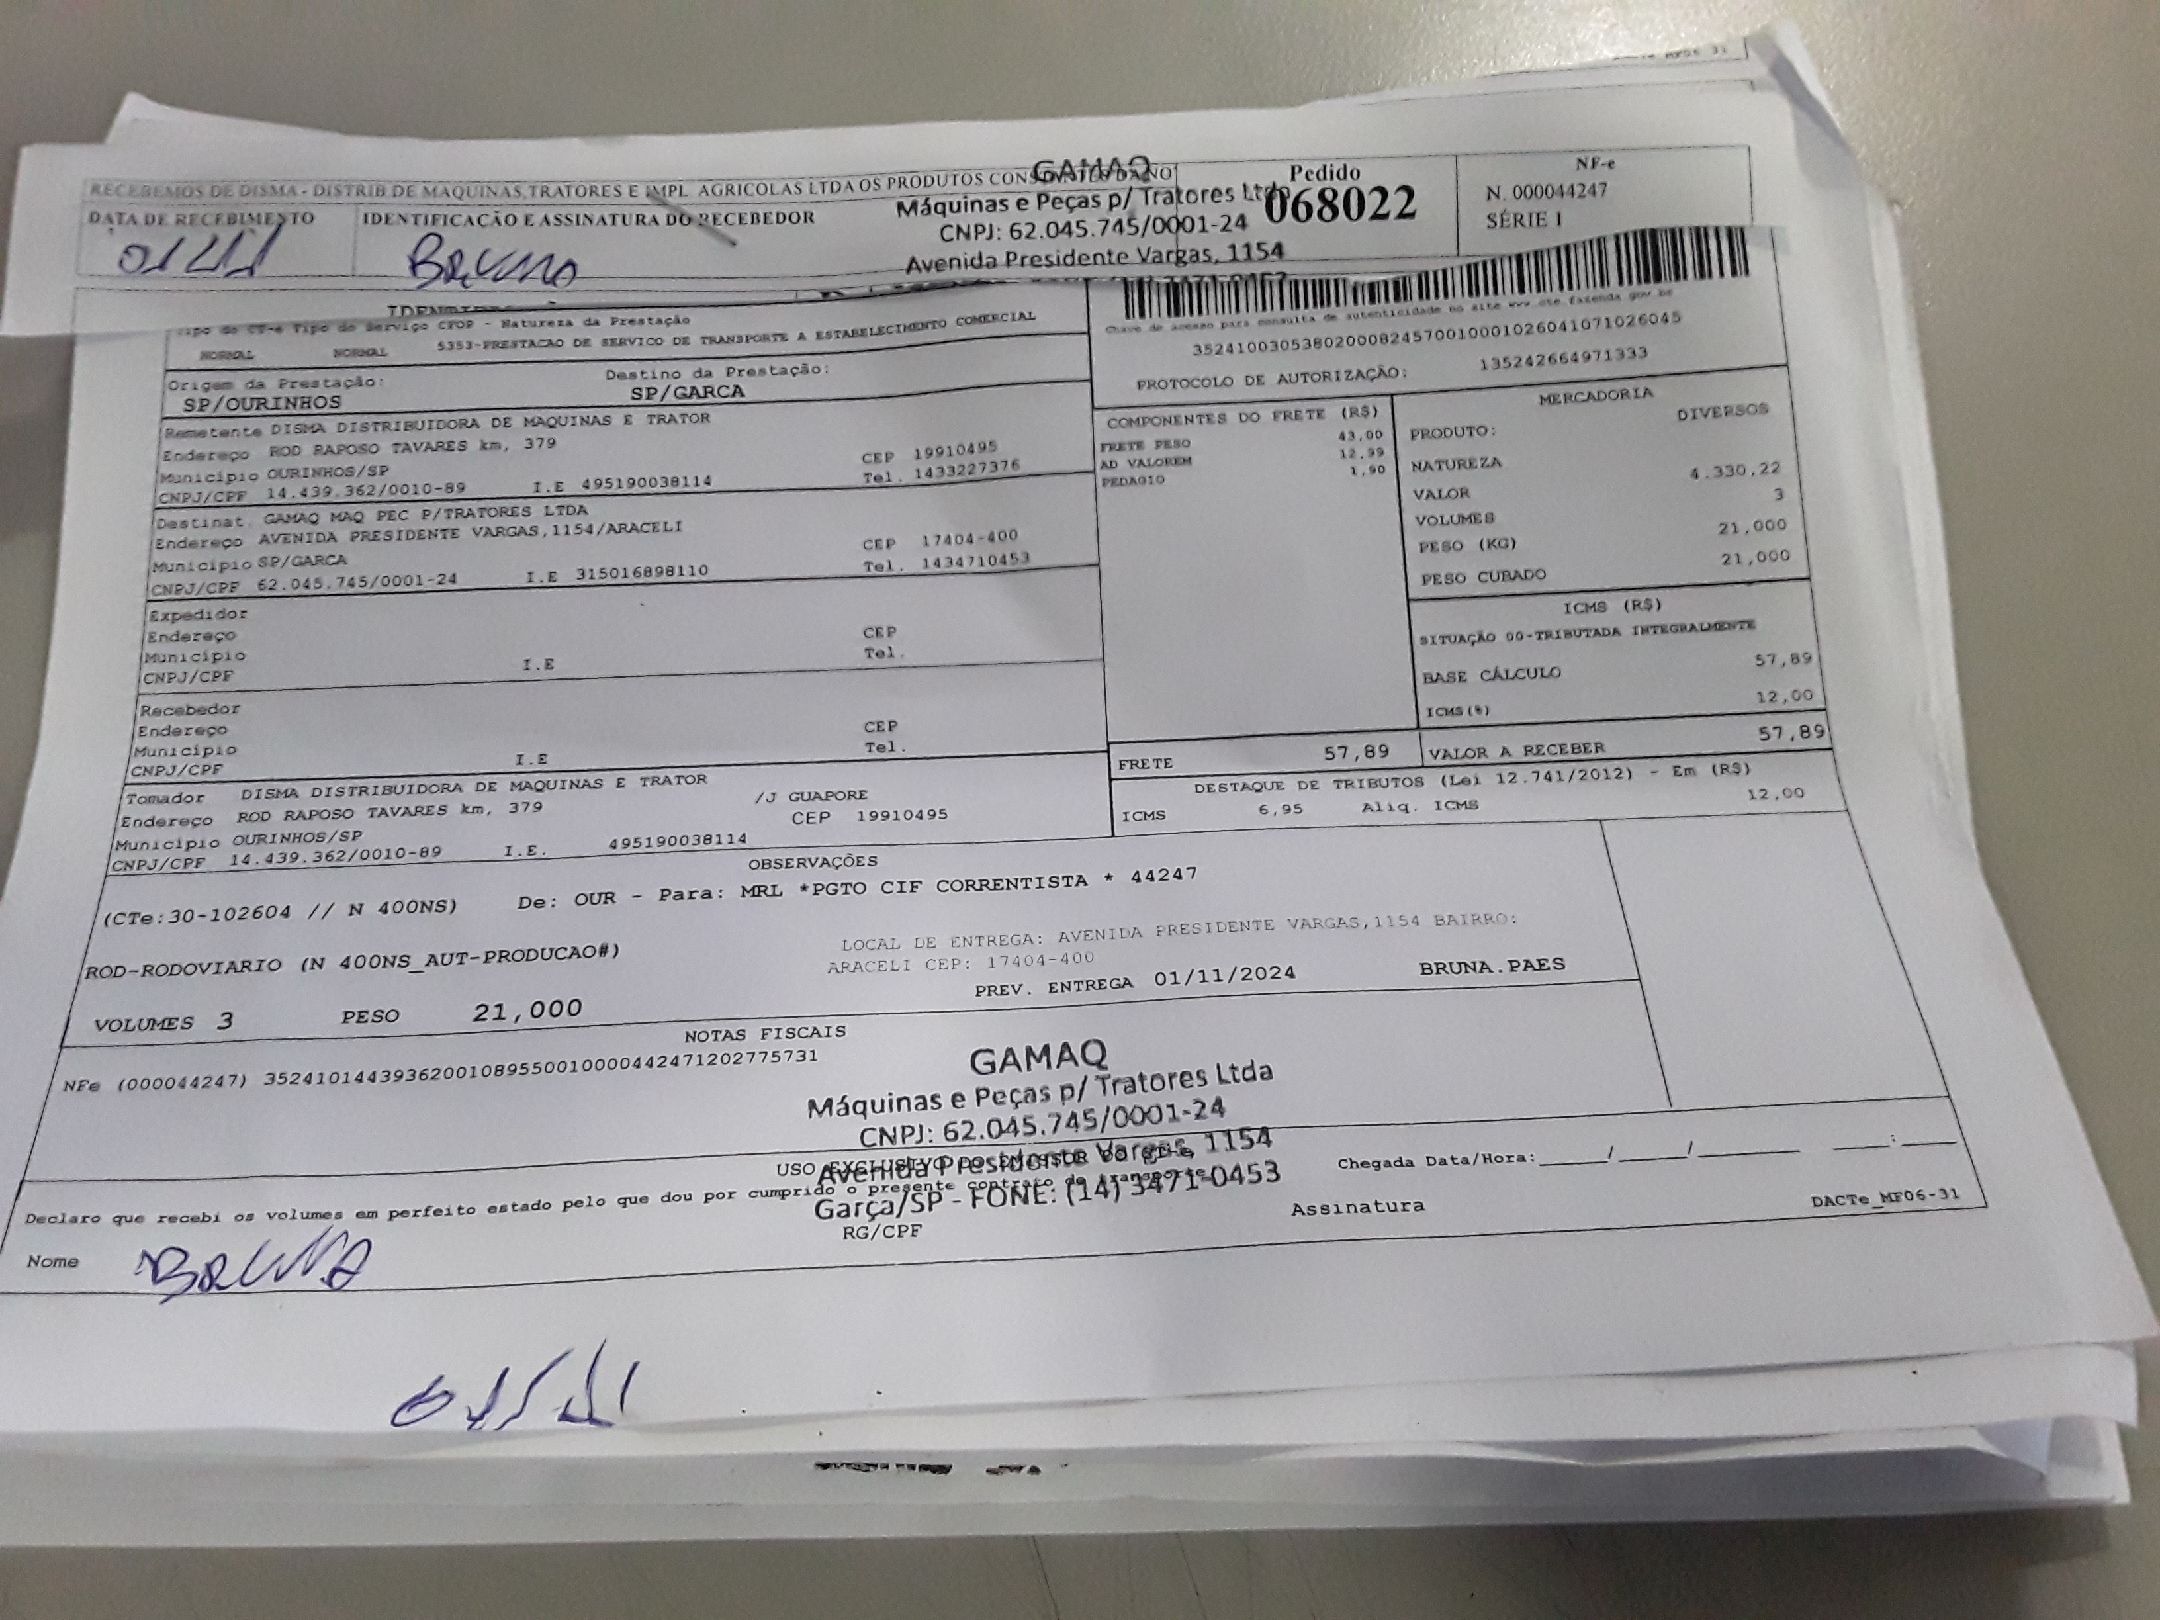 RECEBEMOS DE DISMA - DISTRIB DE MAQUINAS,TRATORES E IMPL. AGRICOLAS LTDA OS PRODUTOS
GAMAQ
Máquinas e Peças p/ Tratores Ltda
CNPJ: 62.045.745/0001-24
Avenida Presidente Vargas, 1154
Pedido
068022
NF-e
N. 000044247
SÉRIE 1
DATA DE RECEBIMENTO
IDENTIFICAÇÃO E ASSINATURA DO RECEBEDOR
Tipo do CT-e Tipo do Serviço CFOP - Natureza da Prestação
NORMAL NORMAL 5353-PRESTACAO DE SERVICO DE TRANSPORTE A ESTABELECIMENTO COMERCIAL
Chave de acesso para consulta de autenticidade no site www.cte.fazenda.gov.br
35241003053802000824570010001026041071026045
PROTOCOLO DE AUTORIZAÇÃO: 135242664971333
Origem da Prestação: Destino da Prestação:
SP/OURINHOS SP/GARCA
Remetente DISMA DISTRIBUIDORA DE MAQUINAS E TRATOR
Endereço ROD RAPOSO TAVARES km, 379 CEP 19910495
Município OURINHOS/SP Tel. 1433227376
CNPJ/CPF 14.439.362/0010-89 I.E 495190038114
Destinat. GAMAQ MAQ PEC P/TRATORES LTDA
Endereço AVENIDA PRESIDENTE VARGAS,1154/ARACELI CEP 17404-400
Município SP/GARCA Tel. 1434710453
CNPJ/CPF 62.045.745/0001-24 I.E 315016898110
Expedidor
Endereço CEP
Município Tel.
CNPJ/CPF I.E
Recebedor
Endereço CEP
Município Tel.
CNPJ/CPF I.E
Tomador DISMA DISTRIBUIDORA DE MAQUINAS E TRATOR
Endereço ROD RAPOSO TAVARES km, 379 /J GUAPORE
Município OURINHOS/SP CEP 19910495
CNPJ/CPF 14.439.362/0010-89 I.E. 495190038114
COMPONENTES DO FRETE (R$)
FRETE PESO 43,00
AD VALOREM 12,99
PEDAGIO 1,90
MERCADORIA
PRODUTO: DIVERSOS
NATUREZA
VALOR 4.330,22
VOLUMES 3
PESO (KG) 21,000
PESO CUBADO 21,000
ICMS (R$)
SITUAÇÃO 00-TRIBUTADA INTEGRALMENTE
BASE CÁLCULO 57,89
ICMS(%) 12,00
FRETE 57,89 VALOR A RECEBER 57,89
DESTAQUE DE TRIBUTOS (Lei 12.741/2012) - Em (R$)
ICMS 6,95 Aliq. ICMS 12,00
OBSERVAÇÕES
(CTe:30-102604 // N 400NS) De: OUR - Para: MRL *PGTO CIF CORRENTISTA * 44247
LOCAL DE ENTREGA: AVENIDA PRESIDENTE VARGAS,1154 BAIRRO:
ROD-RODOVIARIO (N 400NS_AUT-PRODUCAO#) ARACELI CEP: 17404-400
PREV. ENTREGA 01/11/2024 BRUNA.PAES
VOLUMES 3 PESO 21,000
NOTAS FISCAIS
NFe (000044247) 35241014439362001089550010000442471202775731
GAMAQ
Máquinas e Peças p/ Tratores Ltda
CNPJ: 62.045.745/0001-24
Avenida Presidente Vargas, 1154
Garça/SP - FONE: (14) 3471-0453
USO EXCLUSIVO DO EMISSOR DO CT-e
Chegada Data/Hora:_____/_____/_______ ____:____
Declaro que recebi os volumes em perfeito estado pelo que dou por cumprido o presente contrato de transporte
Nome BRUNA RG/CPF Assinatura
DACTe_MF06-31